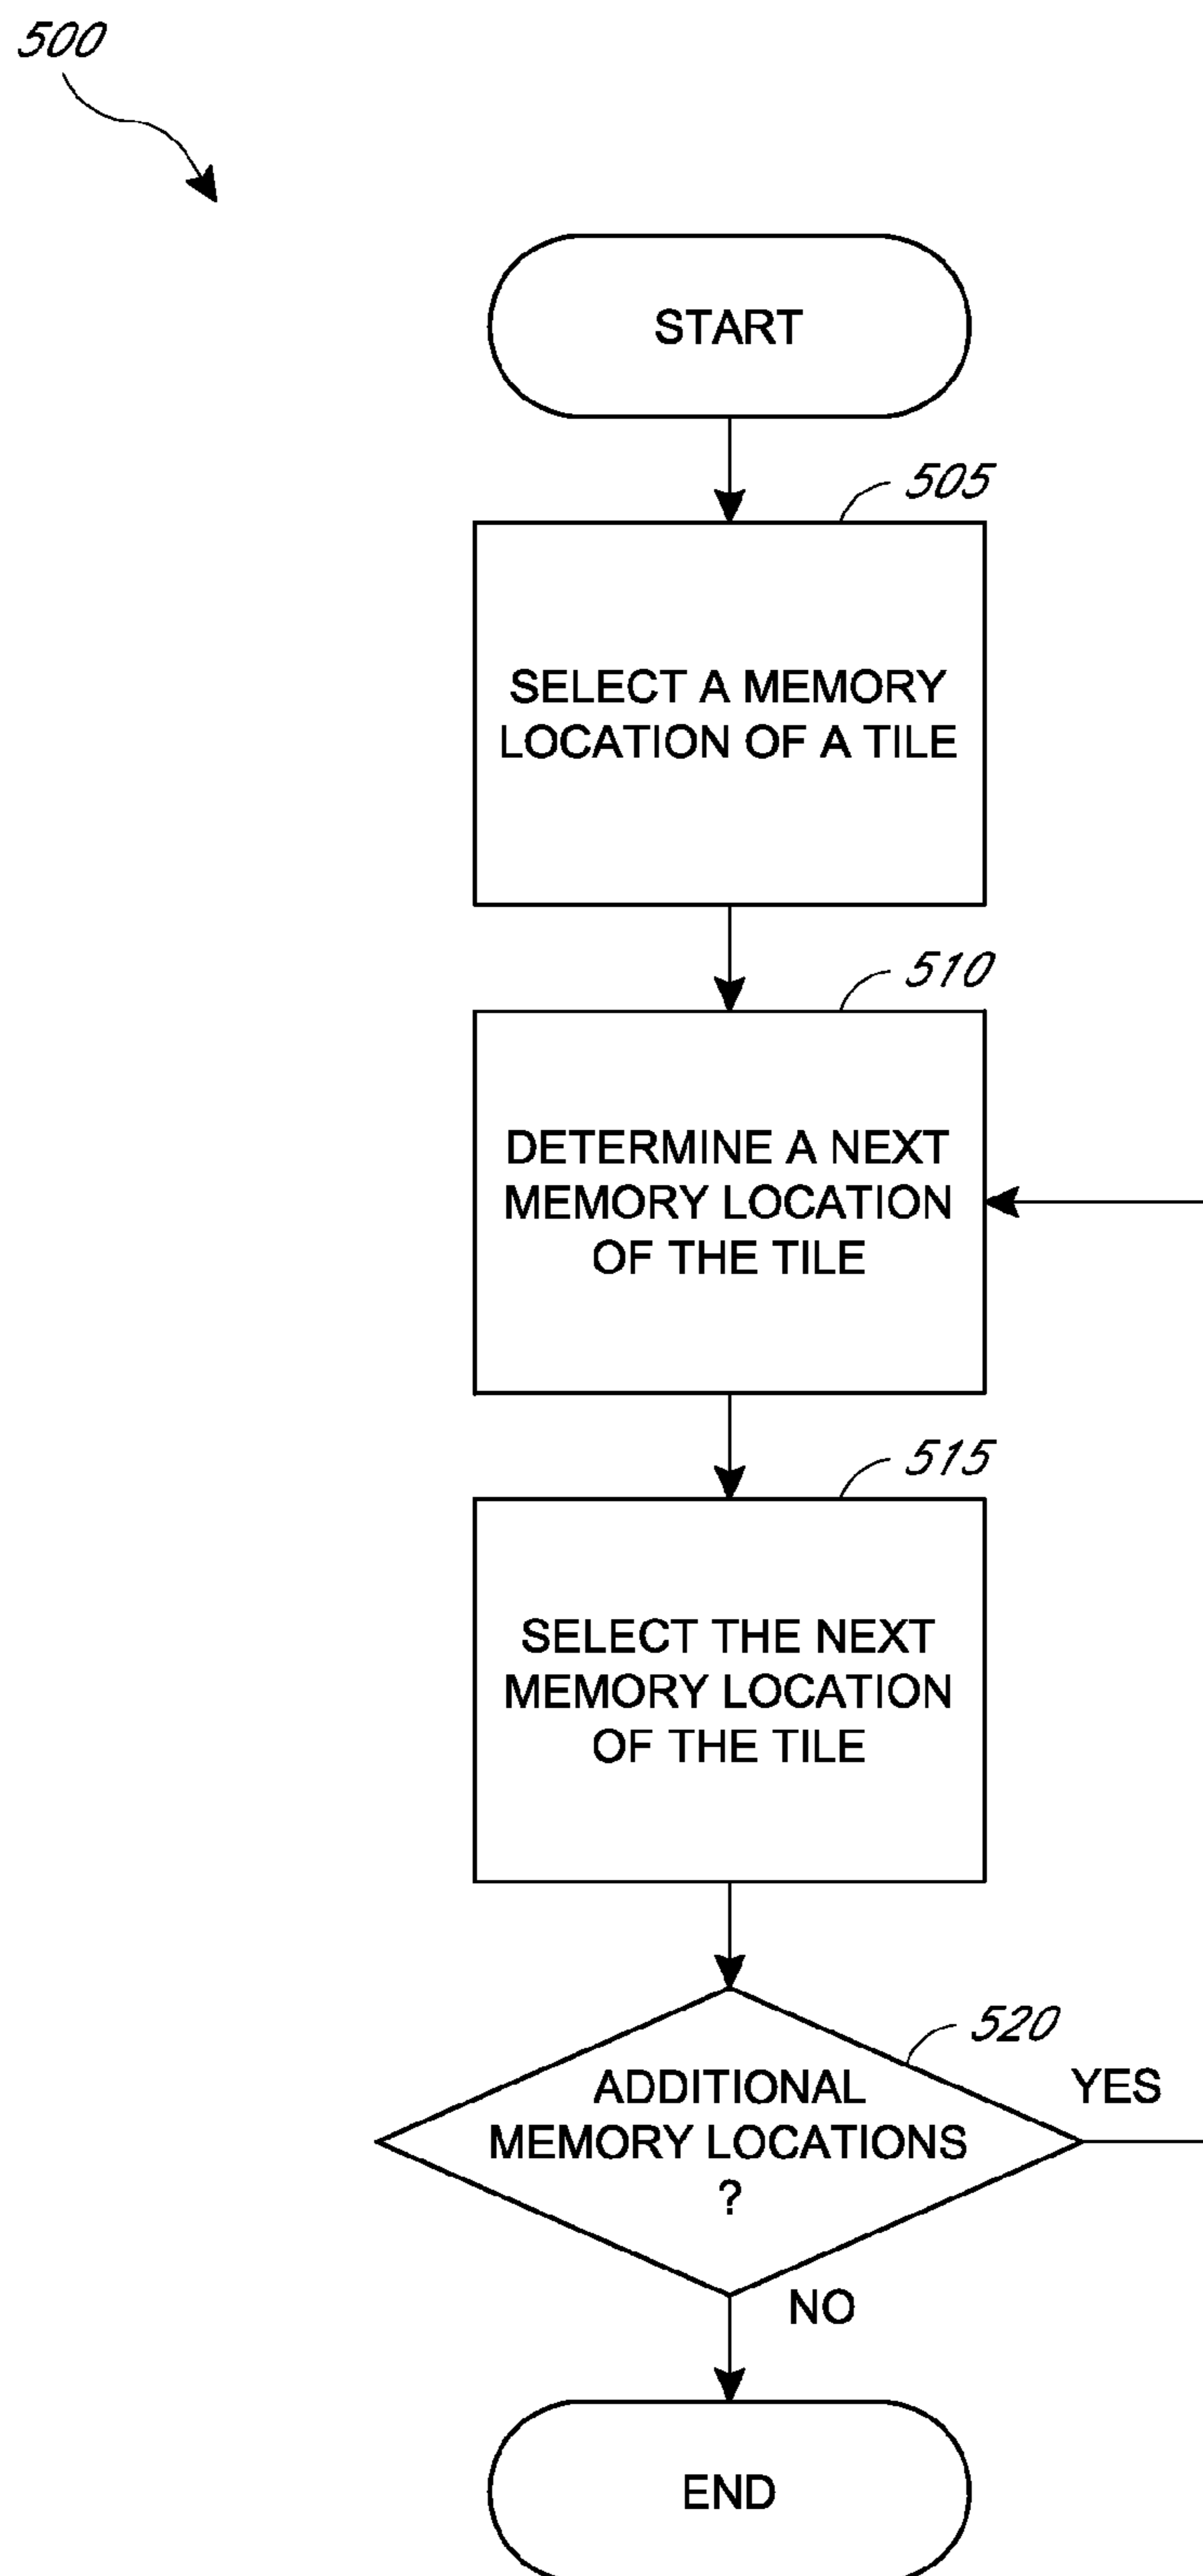 500
START
505
SELECT A MEMORY
LOCATION OF A TILE
510
DETERMINE A NEXT
MEMORY LOCATION
OF THE TILE
515
SELECT THE NEXT
MEMORY LOCATION
OF THE TILE
520
ADDITIONAL
MEMORY LOCATIONS
?
YES
NO
END